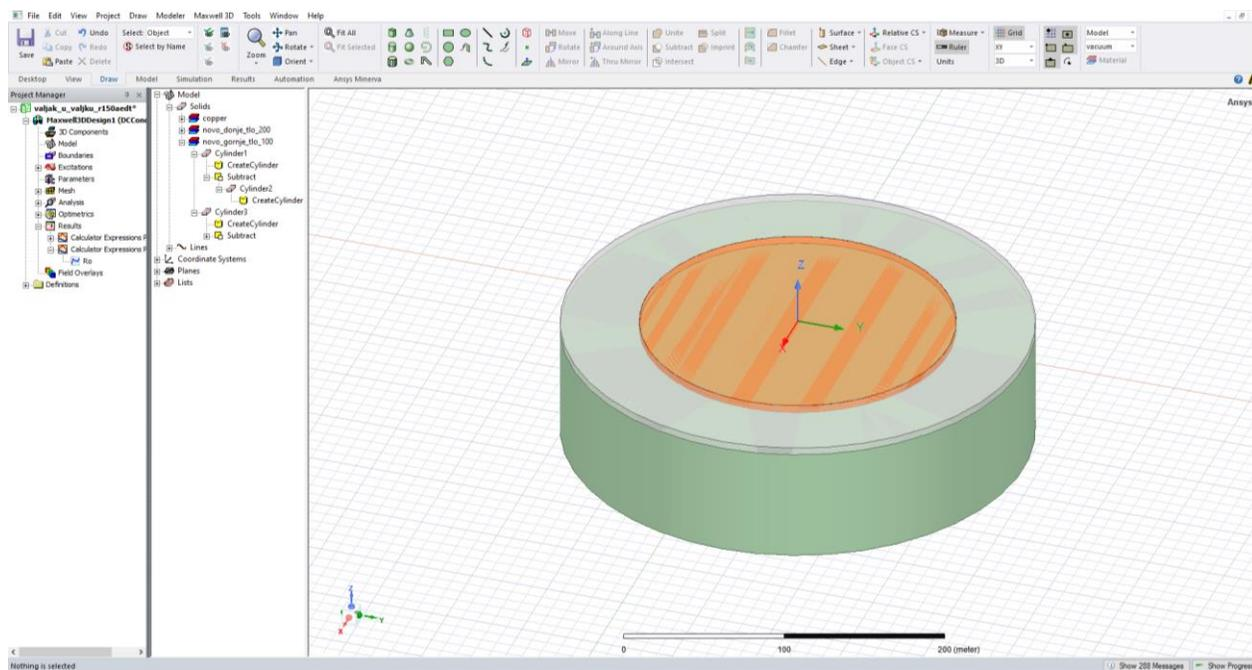 File Edit View Project Draw Modeler Maxwell 3D Tools Window Help
Save
Cut
Copy
Paste
Undo
Redo
Delete
Select: Object
Select by Name
Zoom
Pan
Rotate
Orient
Fit All
Fit Selected
Move
Rotate
Mirror
Along Line
Around Axis
Thru Mirror
Unite
Subtract
Intersect
Split
Imprint
Fillet
Chamfer
Surface
Sheet
Edge
Relative CS
Face CS
Object CS
Measure
Ruler
Units
Grid
XY
3D
Model
vacuum
Material
Desktop View Draw Model Simulation Results Automation Ansys Minerva
Project Manager
valjak_u_valjku_r150aedt*
Maxwell3DDesign1 (DCCon
3D Components
Model
Boundaries
Excitations
Parameters
Mesh
Analysis
Optimetrics
Results
Calculator Expressions P
Calculator Expressions P
Ro
Field Overlays
Definitions
Model
Solids
copper
novo_donje_tlo_200
novo_gornje_tlo_100
Cylinder1
CreateCylinder
Subtract
Cylinder2
CreateCylinder
Cylinder3
CreateCylinder
Subtract
Lines
Coordinate Systems
Planes
Lists
Ansys
Z
Y
X
Z
Y
X
0 100 200 (meter)
Nothing is selected
Show 288 Messages Show Progres